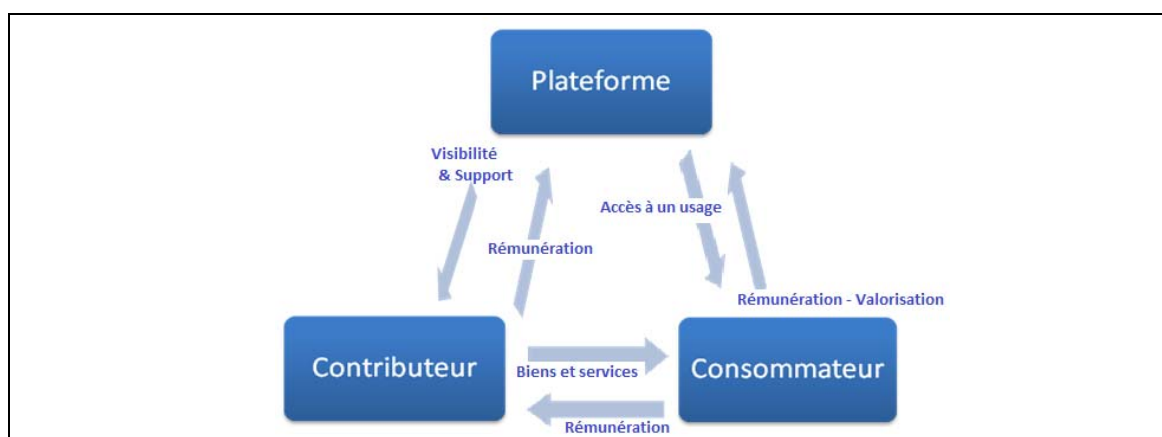 Plateforme
Visibilité
& Support
Accès à un usage
Rémunération
Rémunération - Valorisation
Contributeur
Biens et services
Consommateur
Rémunération